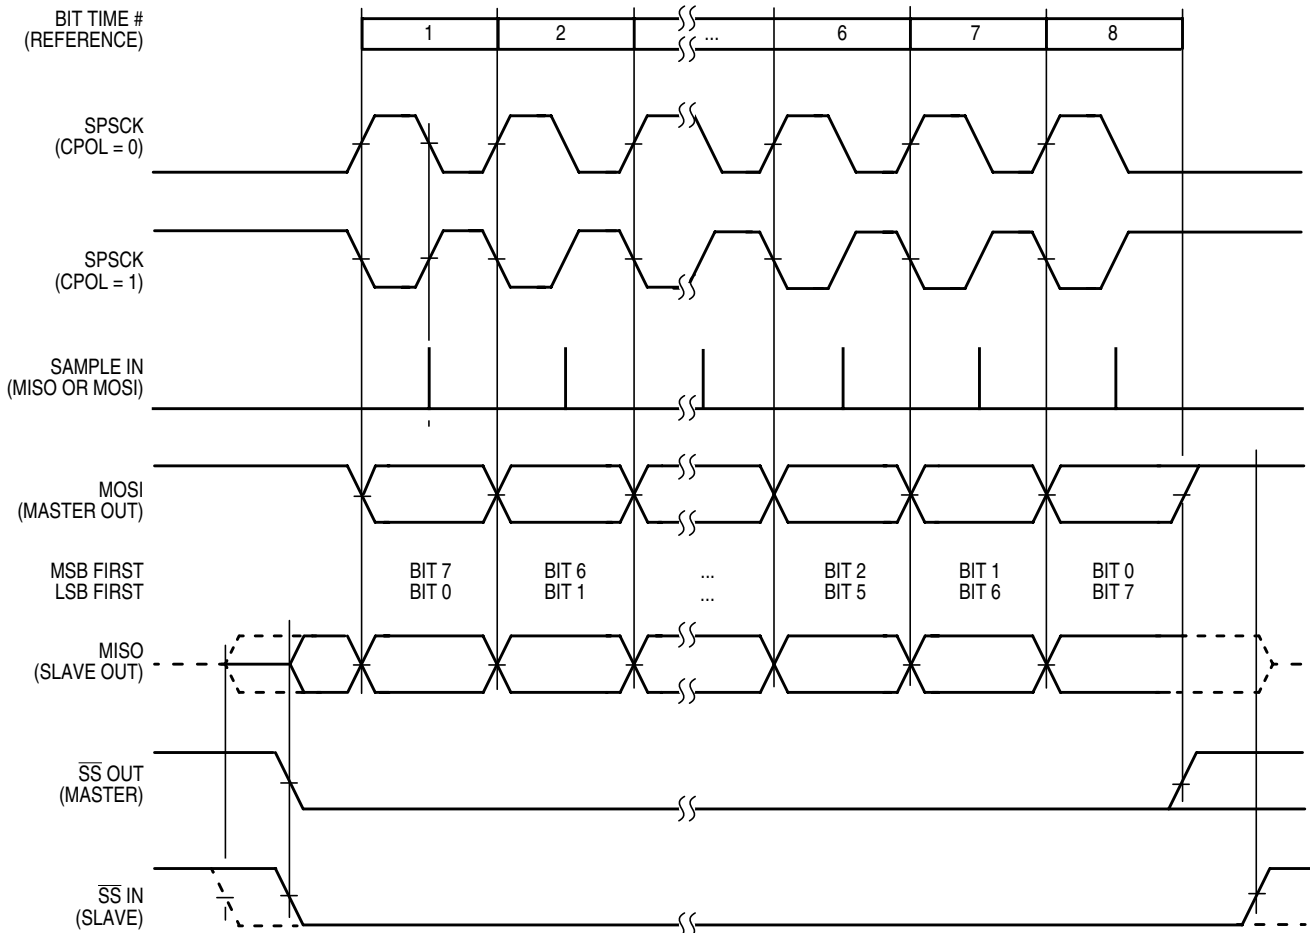 BIT TIME #
(REFERENCE)
1 2 ... 6 7 8
SPSCK
(CPOL = 0)
SPSCK
(CPOL = 1)
SAMPLE IN
(MISO OR MOSI)
MOSI
(MASTER OUT)
MSB FIRST BIT 7 BIT 6 ... BIT 2 BIT 1 BIT 0
LSB FIRST BIT 0 BIT 1 ... BIT 5 BIT 6 BIT 7
MISO
(SLAVE OUT)
S̅S̅ OUT
(MASTER)
S̅S̅ IN
(SLAVE)